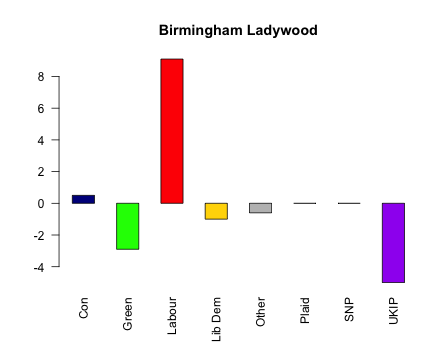 Birmingham Ladywood
8
6
4
2
0
-2
-4
Con
Green
Labour
Lib Dem
Other
Plaid
SNP
UKIP